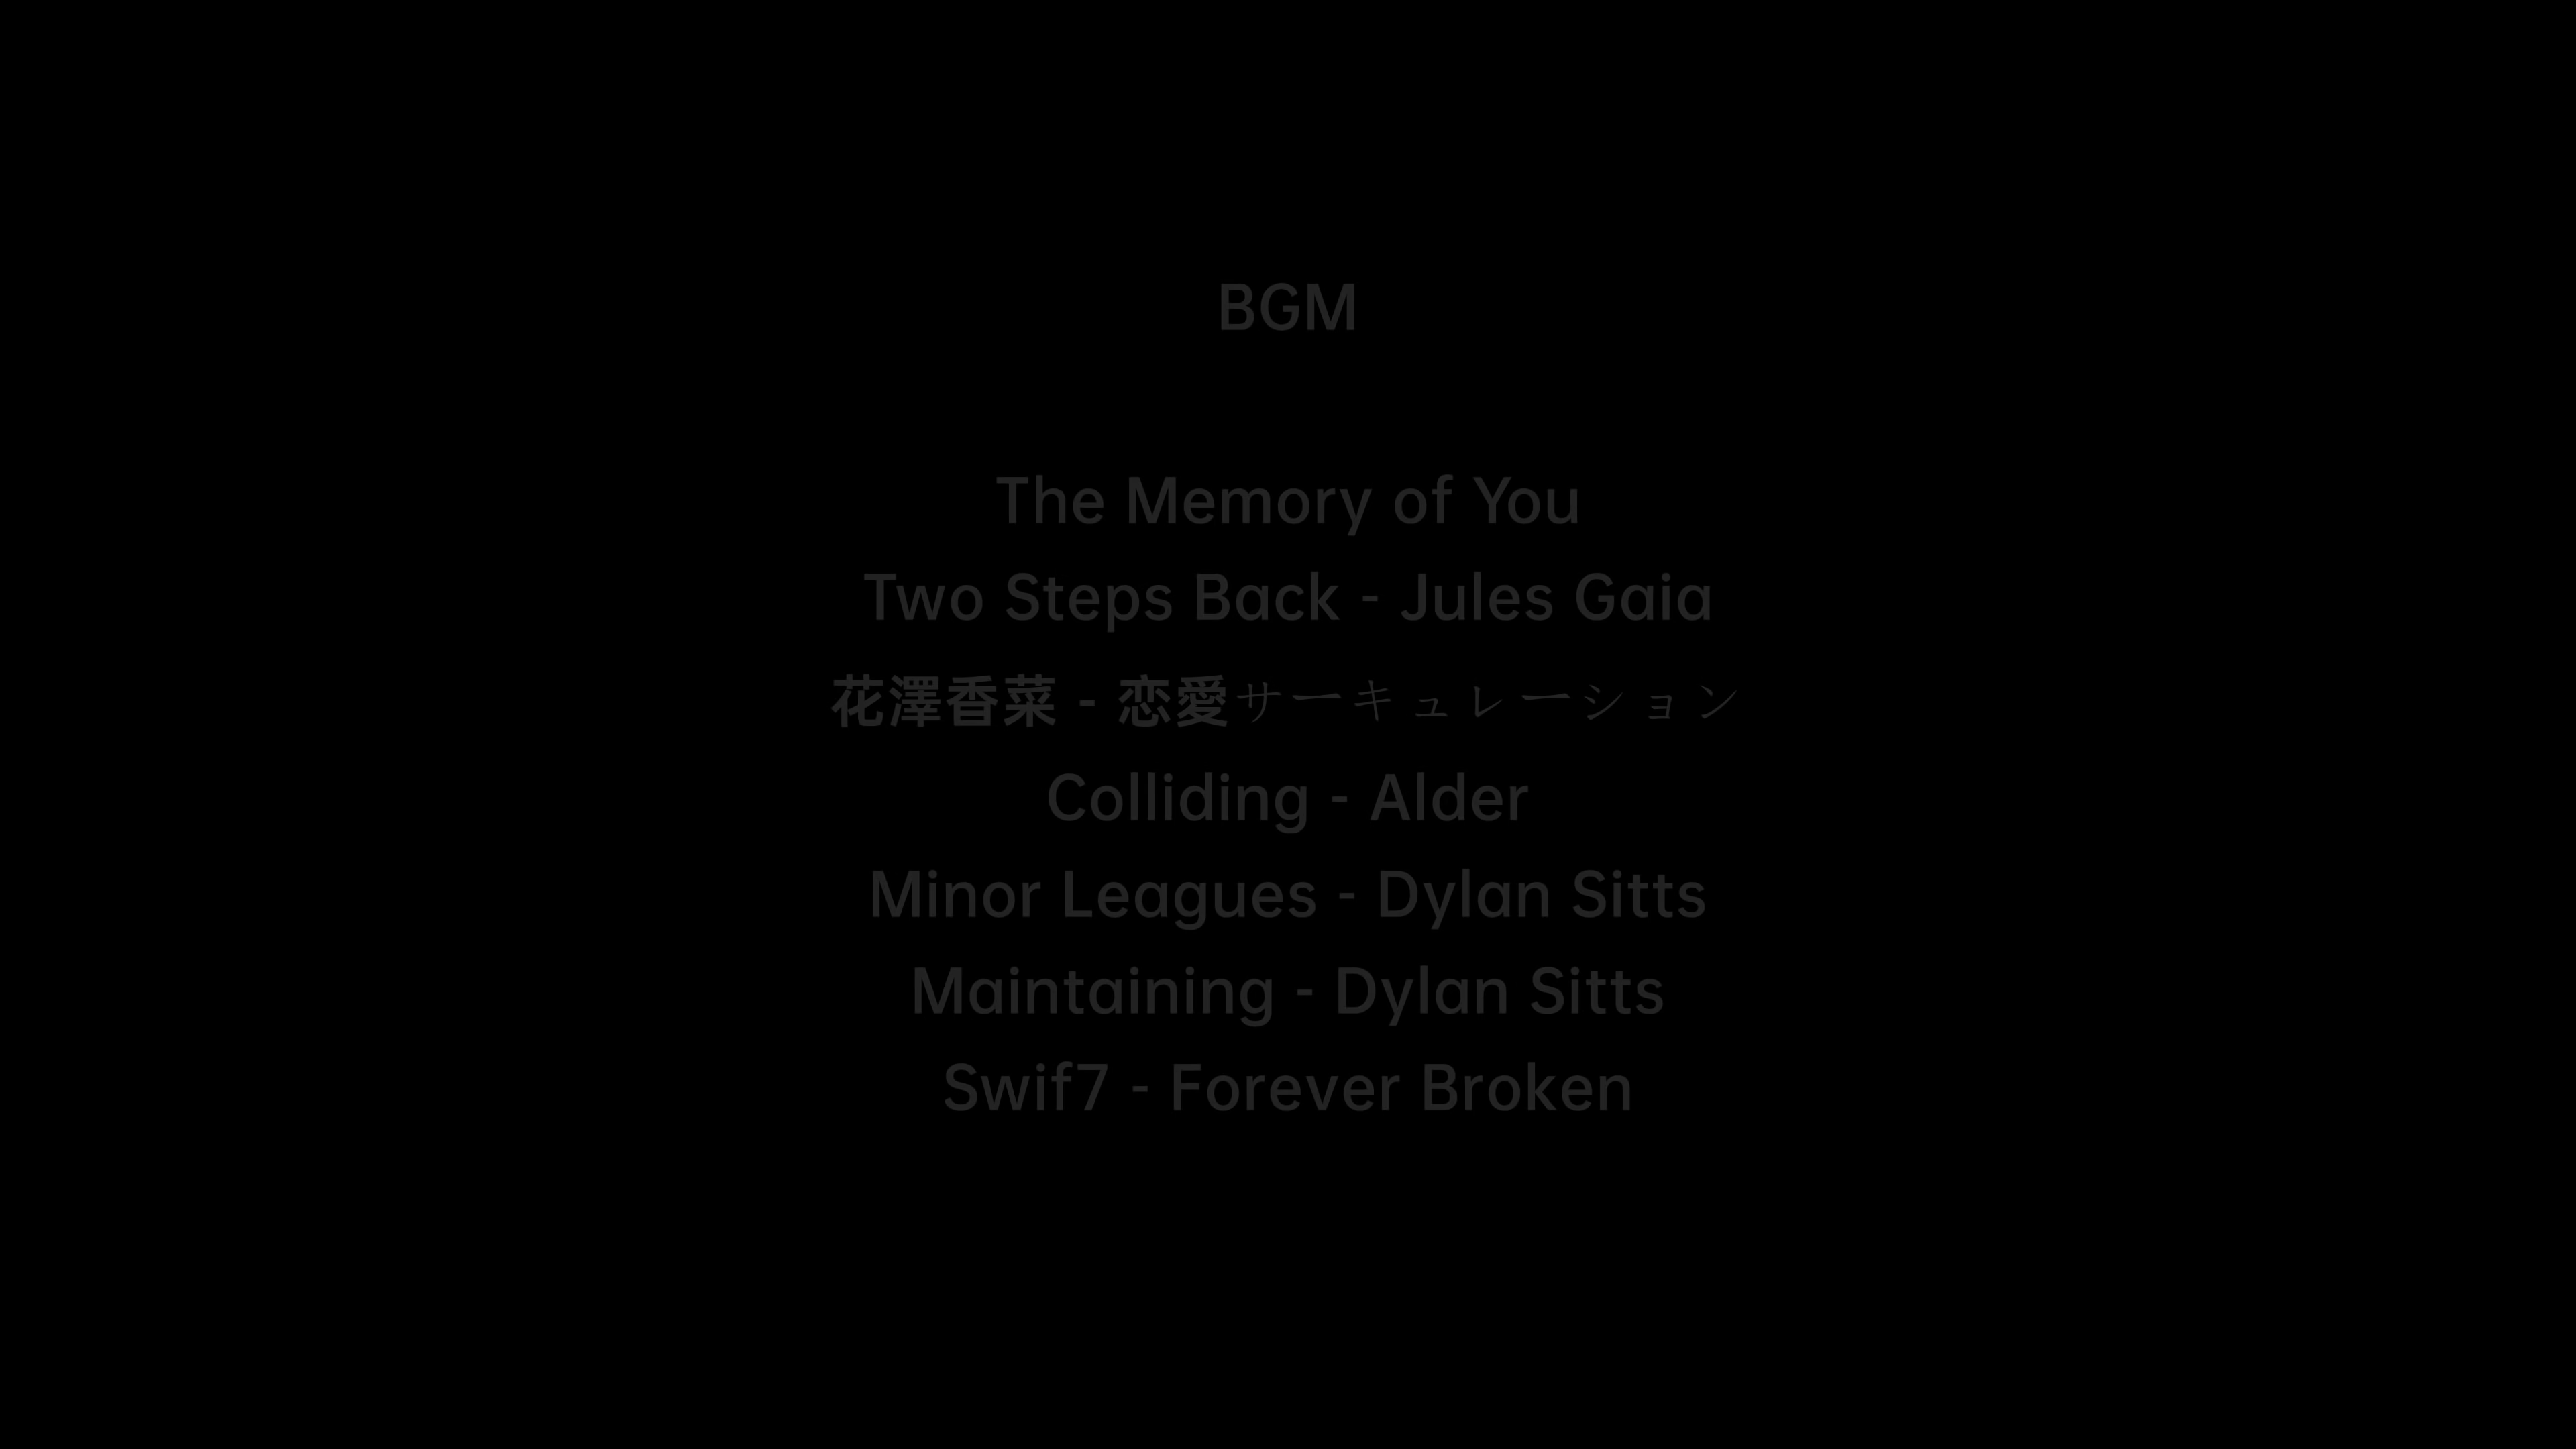 BGM
The Memory of You
Two Steps Back - Jules Gaia
花澤香菜 - 恋愛サーキュレーション
Colliding - Alder
Minor Leagues - Dylan Sitts
Maintaining - Dylan Sitts
Swif7 - Forever Broken